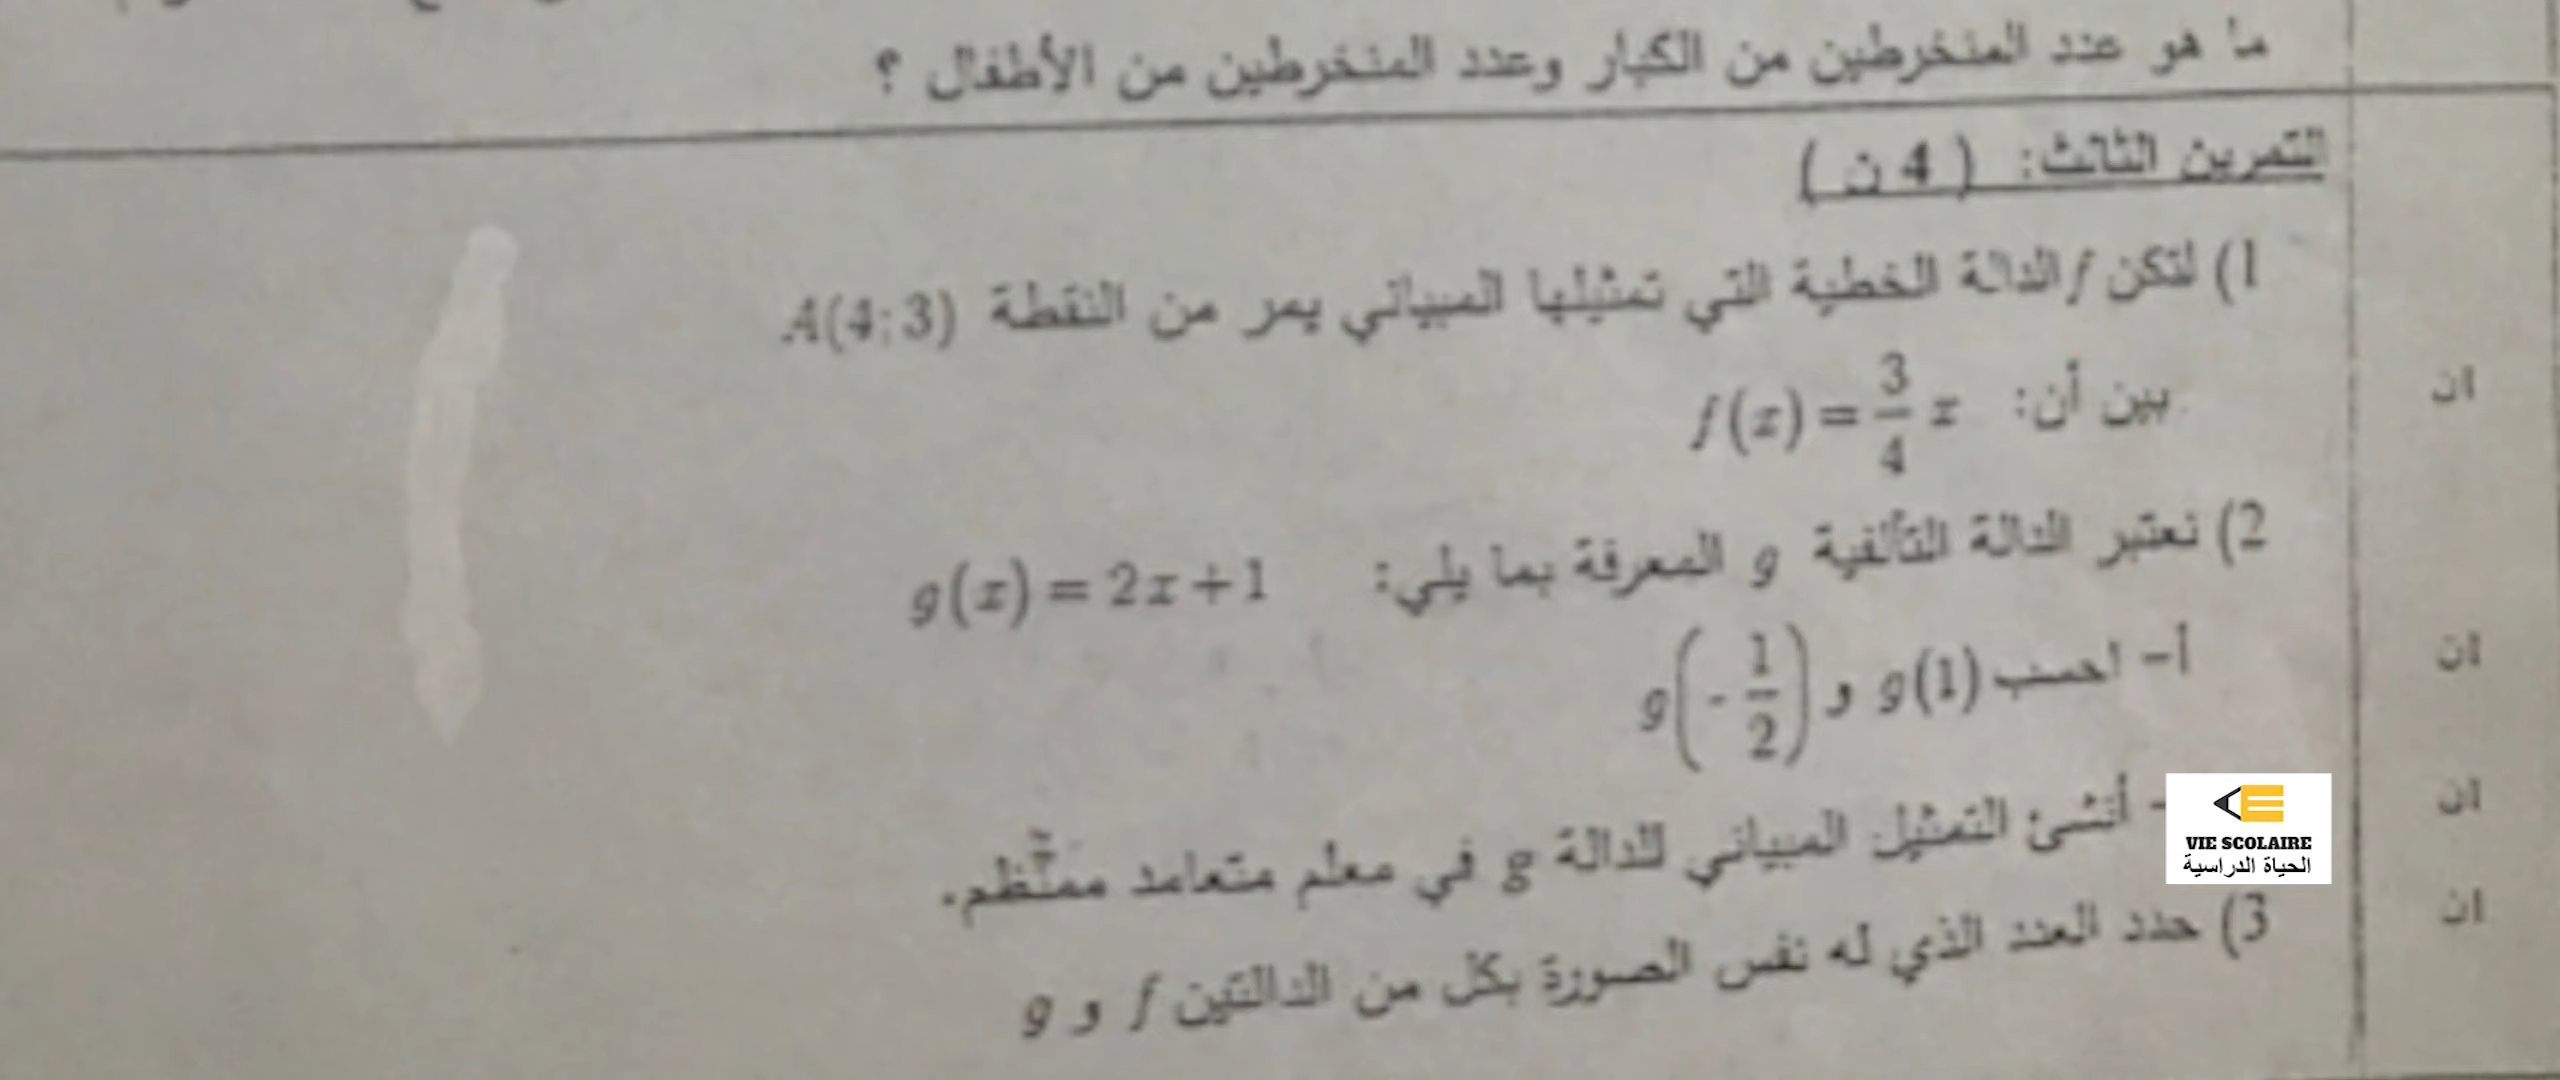 ما هو عدد المنخرطين من الكبار وعدد المنخرطين من الأطفال ؟
التمرين الثالث: ( 4 ن )
1) لتكن f الدالة الخطية التي تمثيلها المبياني يمر من النقطة A(4;3)
بين أن: f(x) = 3/4 x
1ن
2) نعتبر الدالة التآلفية g المعرفة بما يلي: g(x) = 2x+1
أ- احسب g(1) و g(-1/2)
1ن
- أنشئ التمثيل المبياني للدالة g في معلم متعامد ممنظم.
1ن
3) حدد العدد الذي له نفس الصورة بكل من الدالتين f و g
1ن
VIE SCOLAIRE
الحياة الدراسية